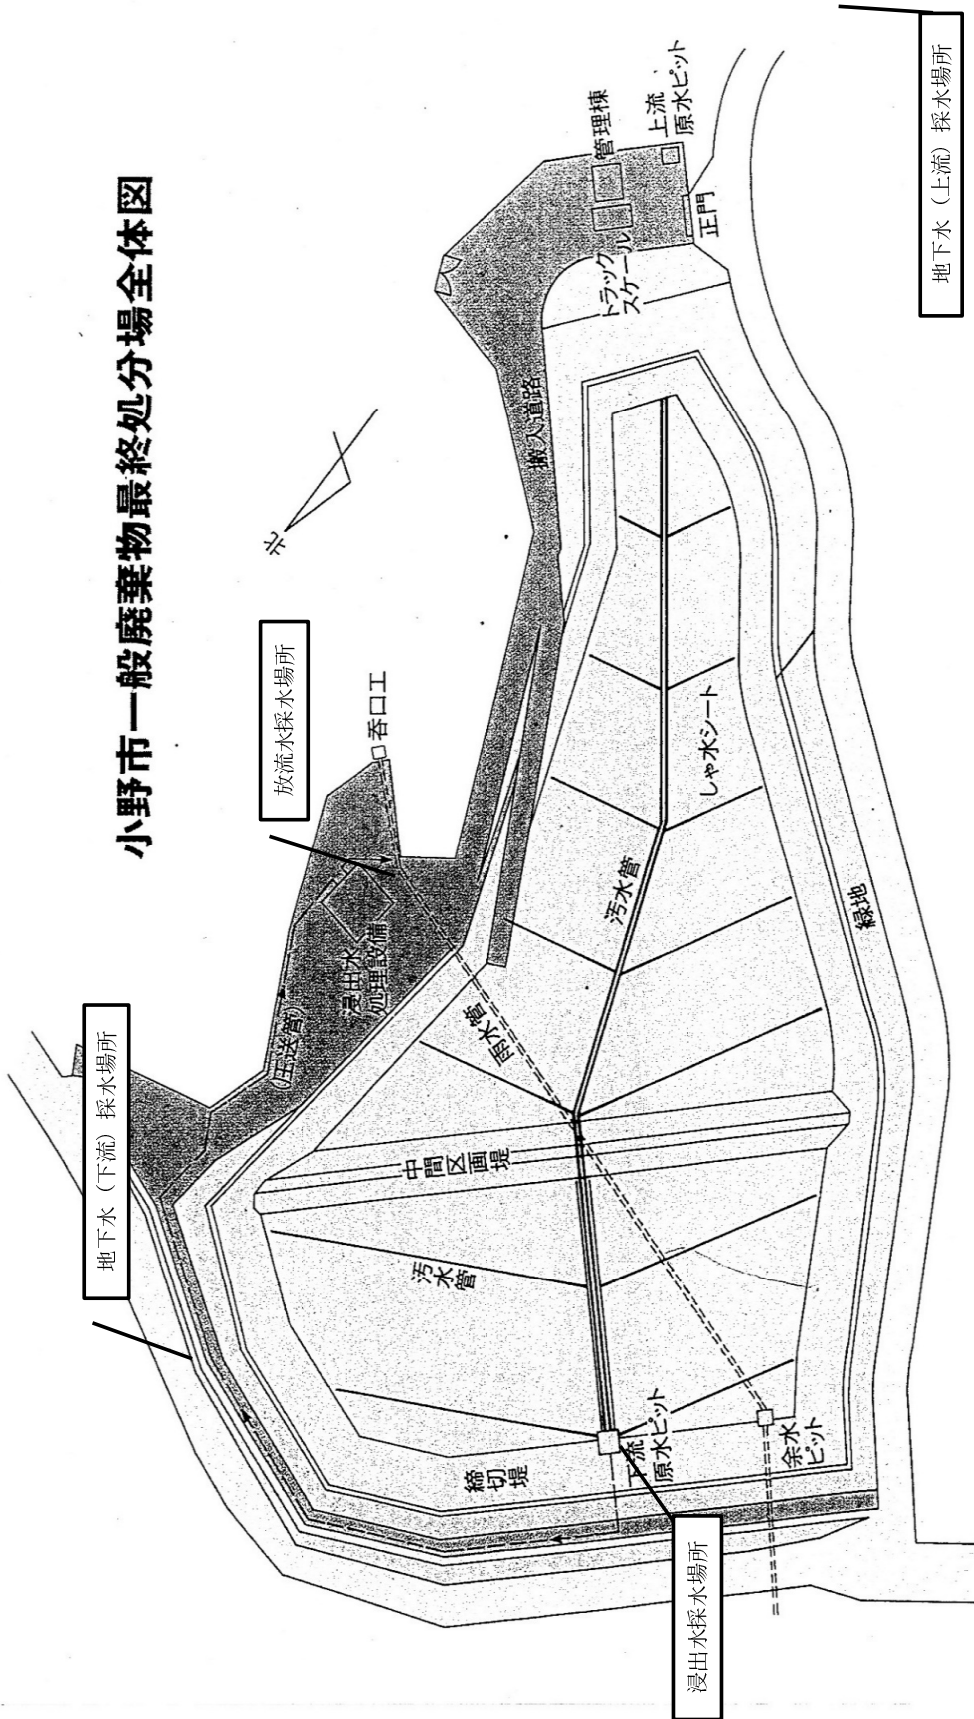 小野市一般廃棄物最終処分場全体図
北
地下水（下流）採水場所
放流水採水場所
地下水（上流）採水場所
浸出水採水場所
呑口工
(圧送管)
浸出水
処理設備
搬入道路
トラック
スケール
管理棟
上流
原水ピット
正門
雨水管
汚水管
しゃ水シート
中間区画堤
汚水管
緑地
締切堤
下流
原水ピット
余水
ピット